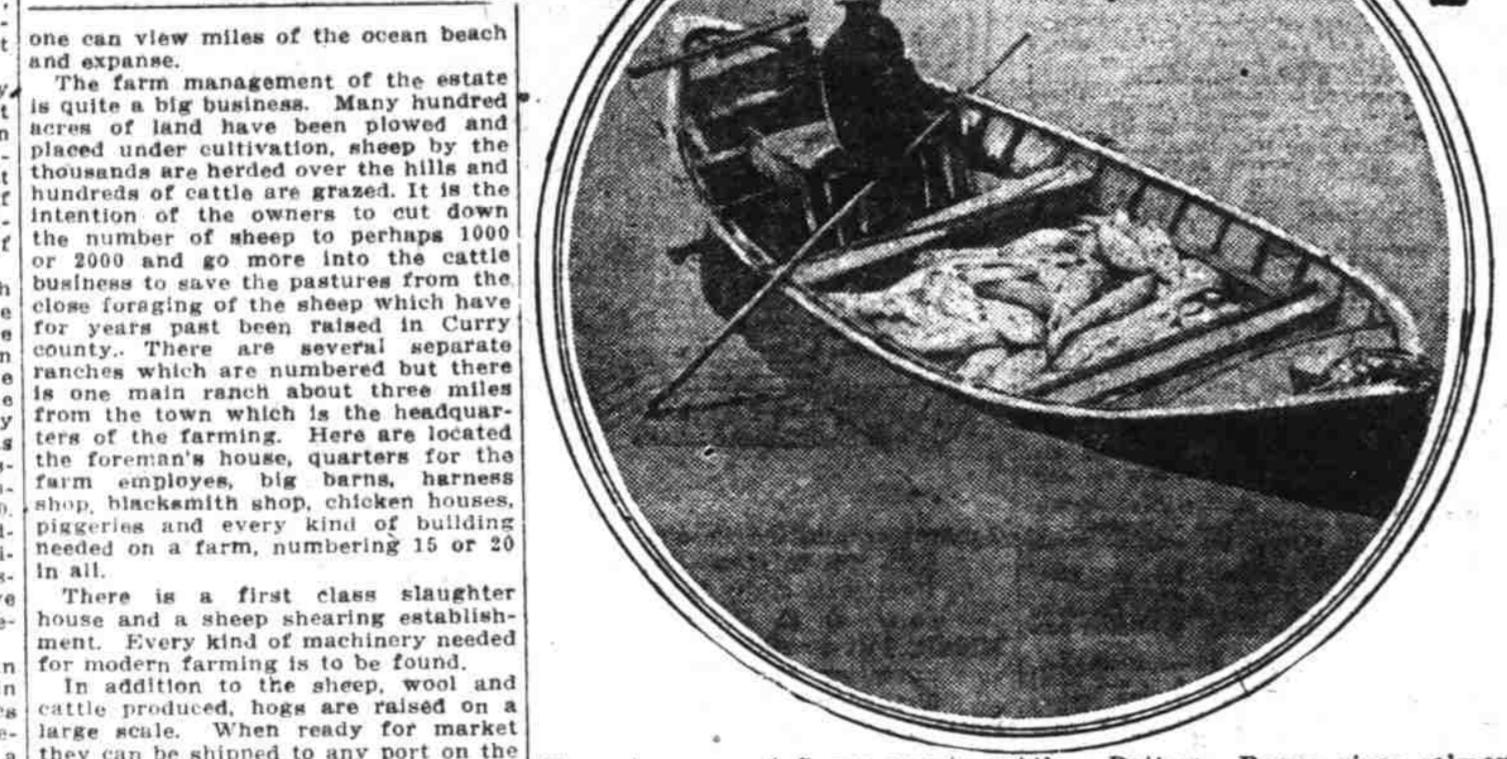 one can view miles of the ocean beach
and expanse.
The farm management of the estate
is quite a big business. Many hundred
acres of land have been plowed and
placed under cultivation, sheep by the
thousands are herded over the hills and
hundreds of cattle are grazed. It is the
intention of the owners to cut down
the number of sheep to perhaps 1000
or 2000 and go more into the cattle
business to save the pastures from the
close foraging of the sheep which have
for years past been raised in Curry
county.. There are several separate
ranches which are numbered but there
is one main ranch about three miles
from the town which is the headquar-
ters of the farming. Here are located
the foreman's house, quarters for the
farm employes, big barns, harness
shop, blacksmith shop, chicken houses,
piggeries and every kind of building
needed on a farm, numbering 15 or 20
in all.
There is a first class slaughter
house and a sheep shearing establish-
ment. Every kind of machinery needed
for modern farming is to be found.
In addition to the sheep, wool and
cattle produced, hogs are raised on a
large scale. When ready for market
they can be shipped to any port on the